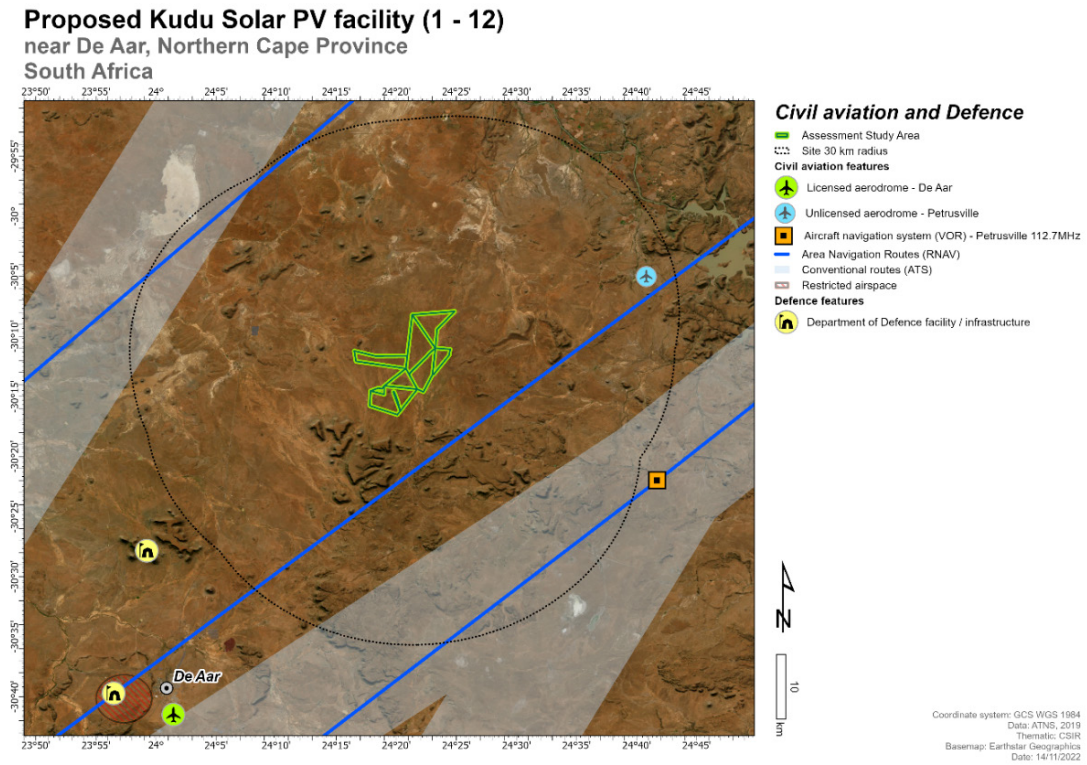 Proposed Kudu Solar PV facility (1 - 12)
near De Aar, Northern Cape Province
South Africa
23°50' 23°55' 24°0' 24°5' 24°10' 24°15' 24°20' 24°25' 24°30' 24°35' 24°40' 24°45'
-29°55'
-30°
-30°5'
-30°10'
-30°15'
-30°20'
-30°25'
-30°30'
-30°35'
-30°40'
De Aar
23°50' 23°55' 24°0' 24°5' 24°10' 24°15' 24°20' 24°25' 24°30' 24°35' 24°40' 24°45'
Civil aviation and Defence
Assessment Study Area
Site 30 km radius
Civil aviation features
Licensed aerodrome - De Aar
Unlicensed aerodrome - Petrusville
Aircraft navigation system (VOR) - Petrusville 112.7MHz
Area Navigation Routes (RNAV)
Conventional routes (ATS)
Restricted airspace
Defence features
Department of Defence facility / infrastructure
N
10
km
Coordinate system: GCS WGS 1984
Data: ATNS, 2019
Thematic: CSIR
Basemap: Earthstar Geographics
Date: 14/11/2022